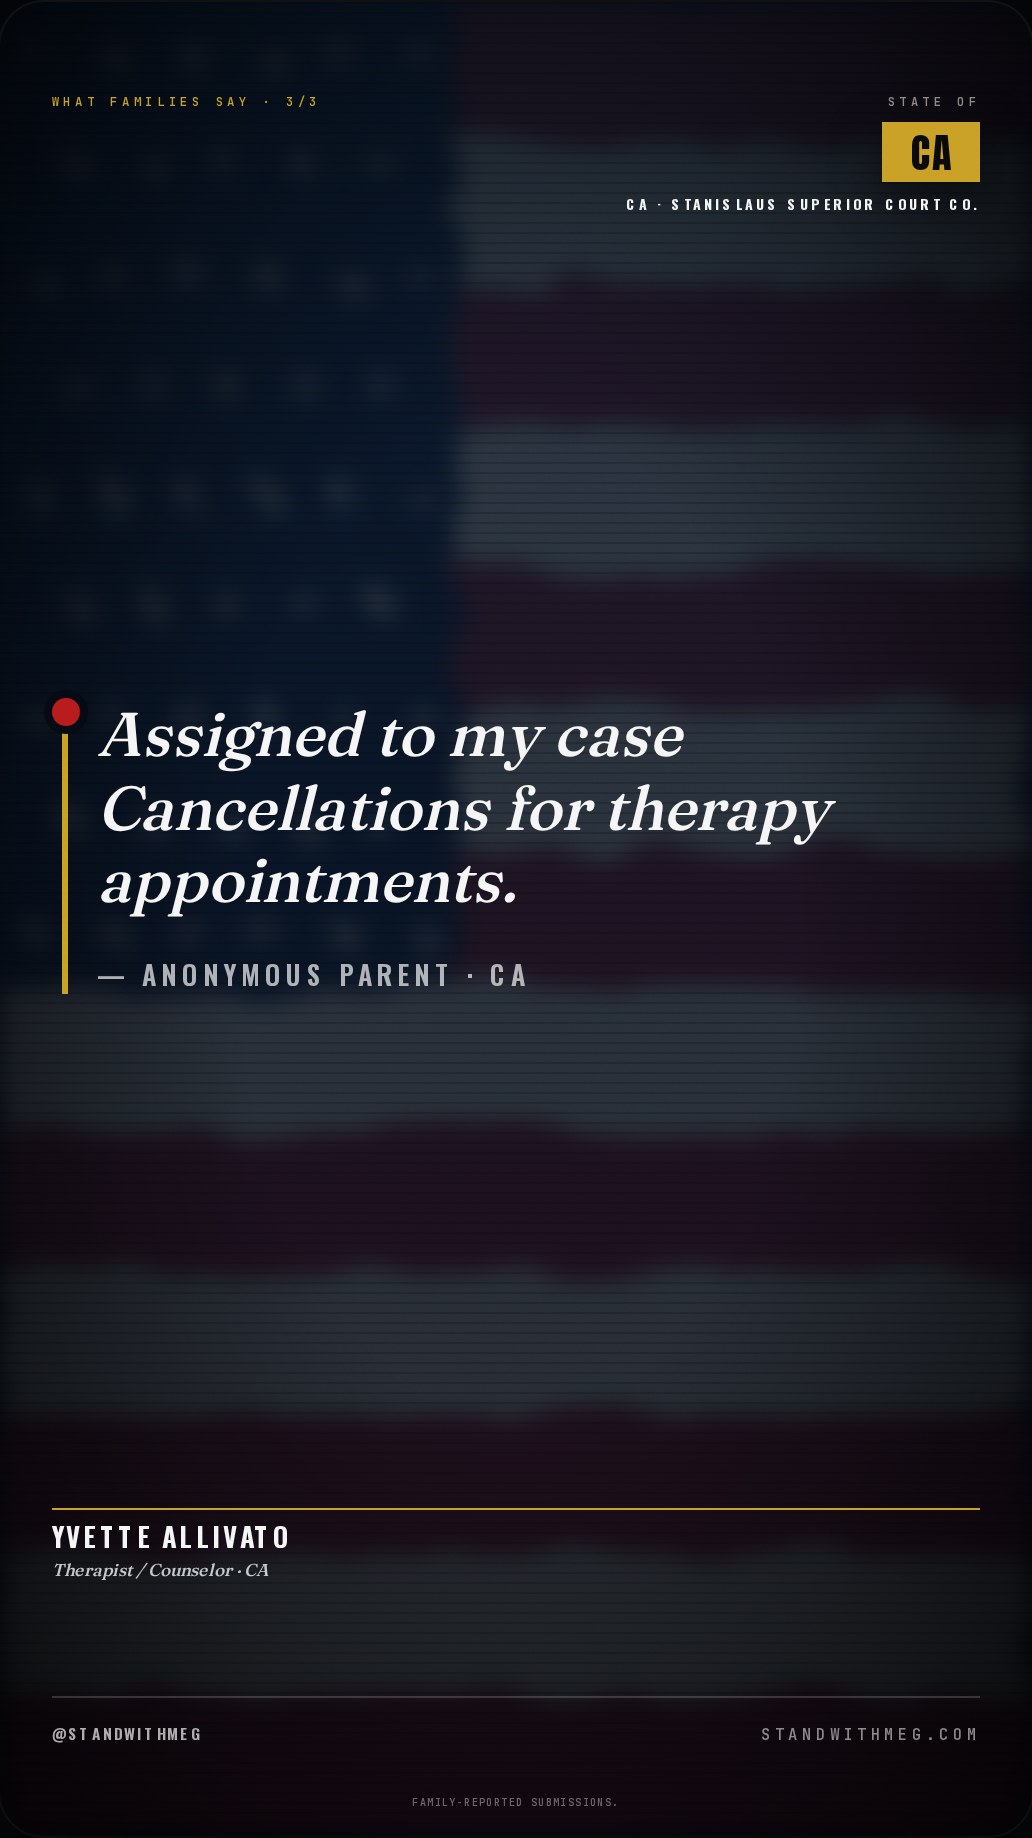 WHAT FAMILIES SAY · 3/3
STATE OF
CA
CA · STANISLAUS SUPERIOR COURT CO.
Assigned to my case
Cancellations for therapy
appointments.
— ANONYMOUS PARENT · CA
YVETTE ALLIVATO
Therapist / Counselor · CA
@STANDWITHMEG
STANDWITHMEG.COM
FAMILY-REPORTED SUBMISSIONS.